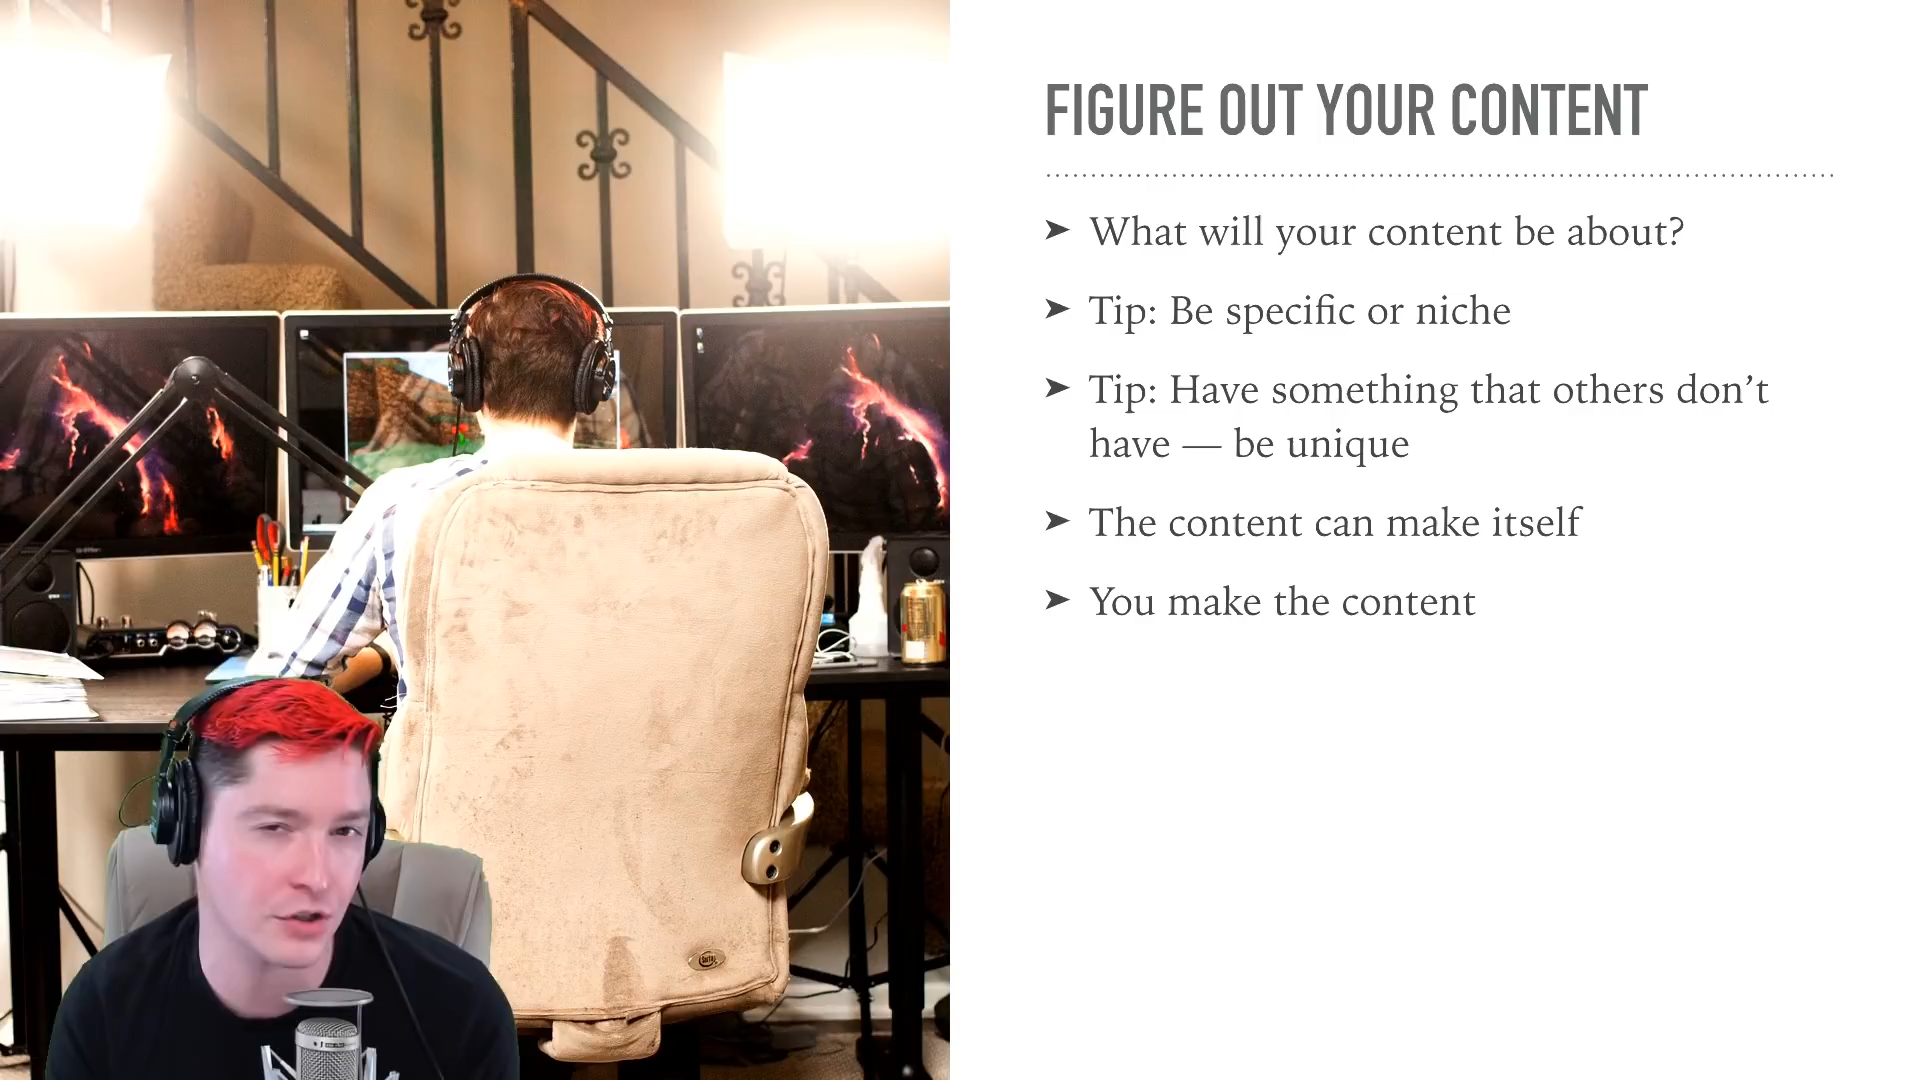 FIGURE OUT YOUR CONTENT
➤ What will your content be about?
➤ Tip: Be specific or niche
➤ Tip: Have something that others don’t
have — be unique
➤ The content can make itself
➤ You make the content